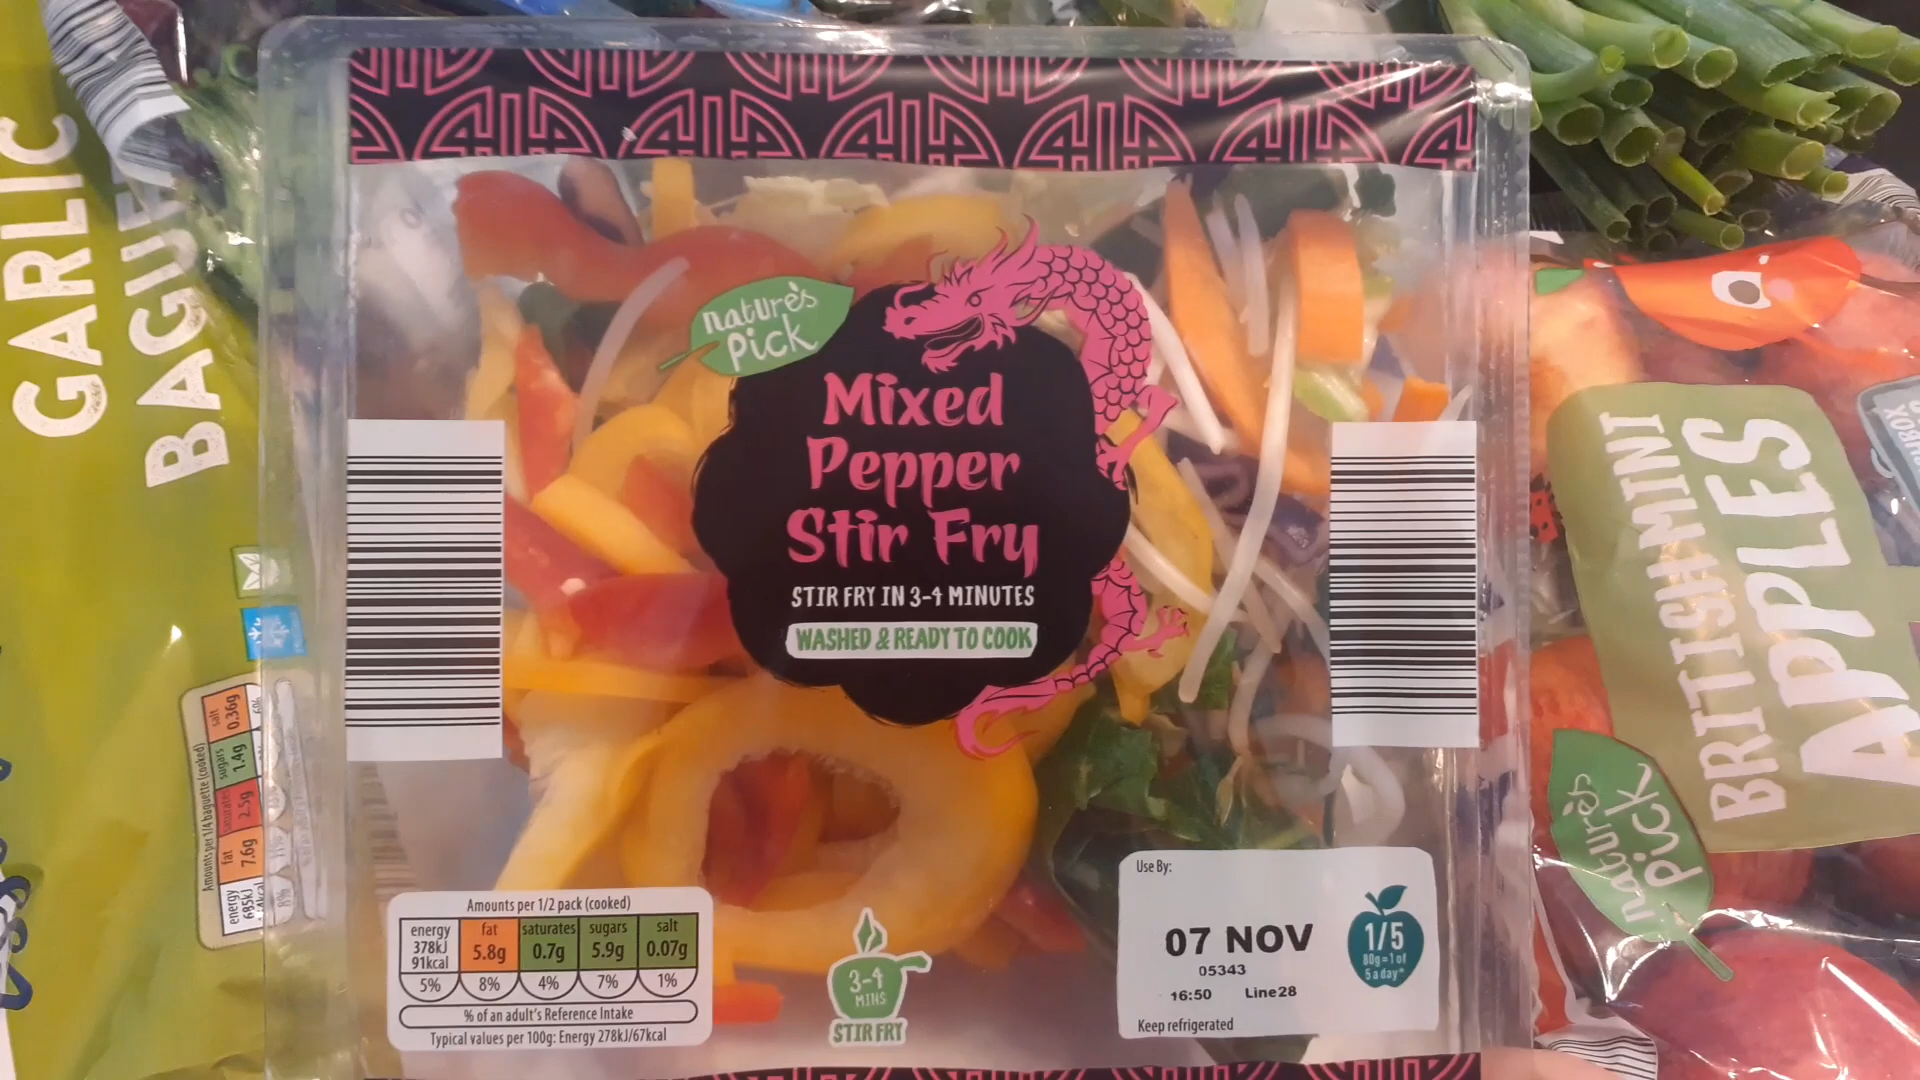 GARLIC
BAGUE
salt
0.36g
sugars
1.4g
saturates
2.5g
fat
7.6g
energy
685kJ
8%
Amounts per 1/4 baguette (cooked)
nature's
pick
Mixed
Pepper
Stir Fry
STIR FRY IN 3-4 MINUTES
WASHED & READY TO COOK
Amounts per 1/2 pack (cooked)
energy fat saturates sugars salt
378kJ 5.8g 0.7g 5.9g 0.07g
91kcal
5% 8% 4% 7% 1%
% of an adult's Reference Intake
Typical values per 100g: Energy 278kJ/67kcal
3-4
MINS
STIR FRY
Use By:
07 NOV
05343
16:50 Line28
Keep refrigerated
1/5
80g=1 of
5 a day*
BRITISH MINI
APPLES
nature's
pick